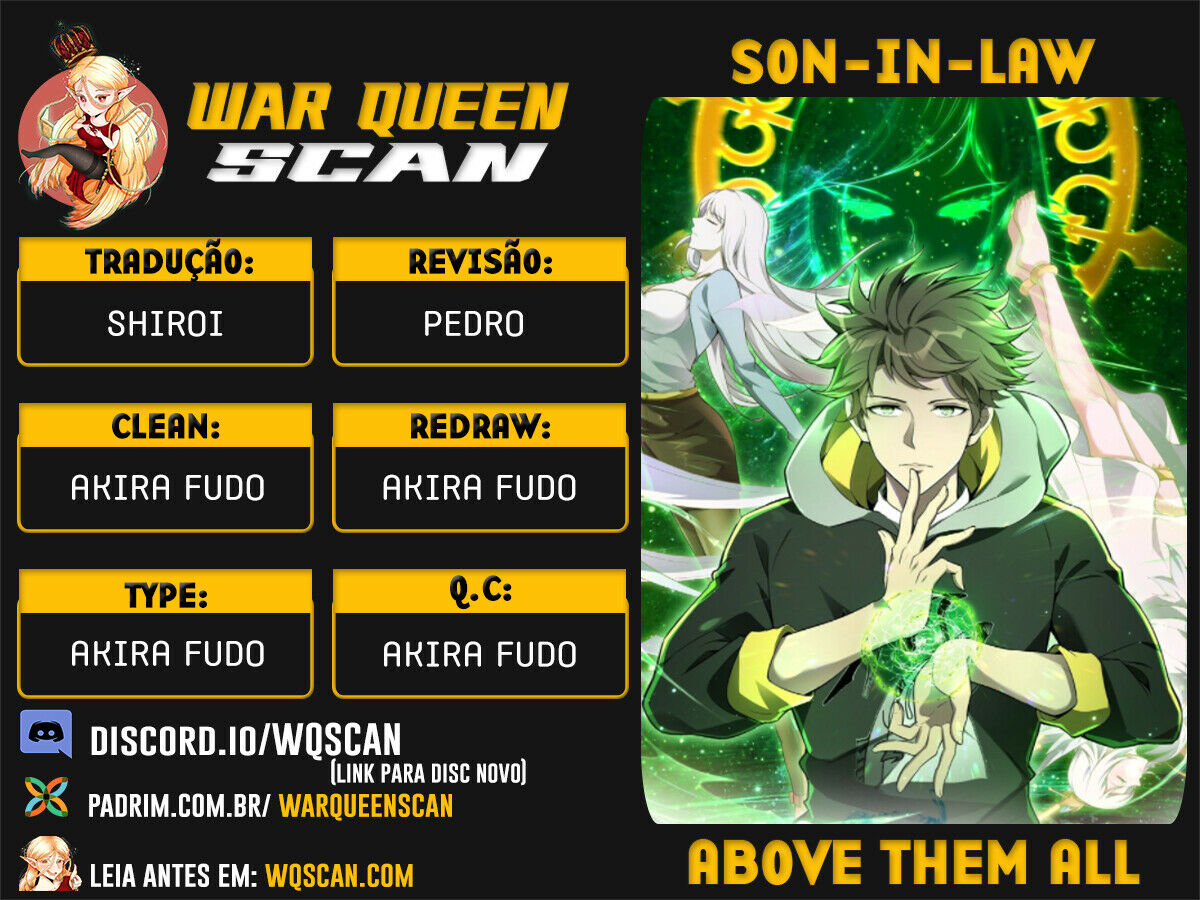 WAR QUEEN
SCAN
TRADUÇÃO:
SHIROI
REVISÃO:
PEDRO
CLEAN:
AKIRA FUDO
REDRAW:
AKIRA FUDO
TYPE:
AKIRA FUDO
Q.C:
AKIRA FUDO
DISCORD.IO/WQSCAN
(LINK PARA DISC NOVO)
PADRIM.COM.BR/ WARQUEENSCAN
LEIA ANTES EM: WQSCAN.COM
SON-IN-LAW
ABOVE THEM ALL